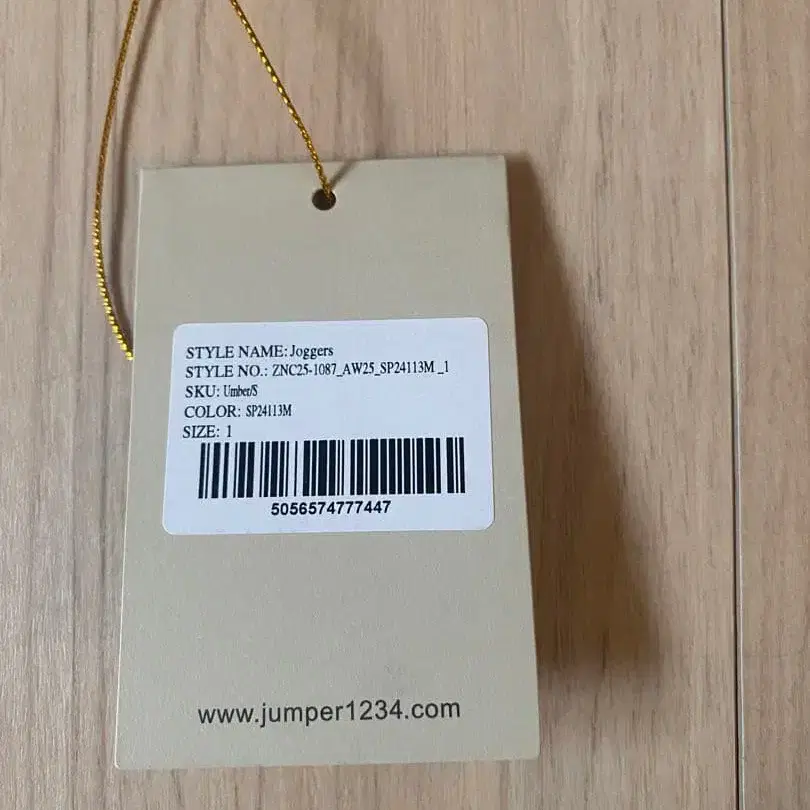 STYLE NAME: Joggers
STYLE NO.: ZNC25-1087_AW25_SP24113M _1
SKU: Umber/S
COLOR: SP24113M
SIZE: 1
5056574777447
www.jumper1234.com